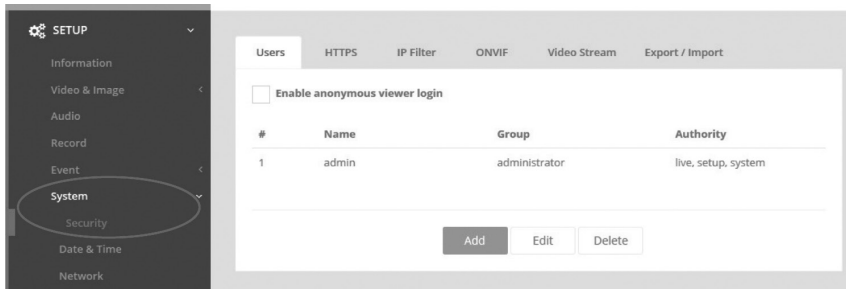 SETUP
Information
Video & Image
Audio
Record
Event
System
Security
Date & Time
Network
Users HTTPS IP Filter ONVIF Video Stream Export / Import
Enable anonymous viewer login
# Name Group Authority
1 admin administrator live, setup, system
Add Edit Delete